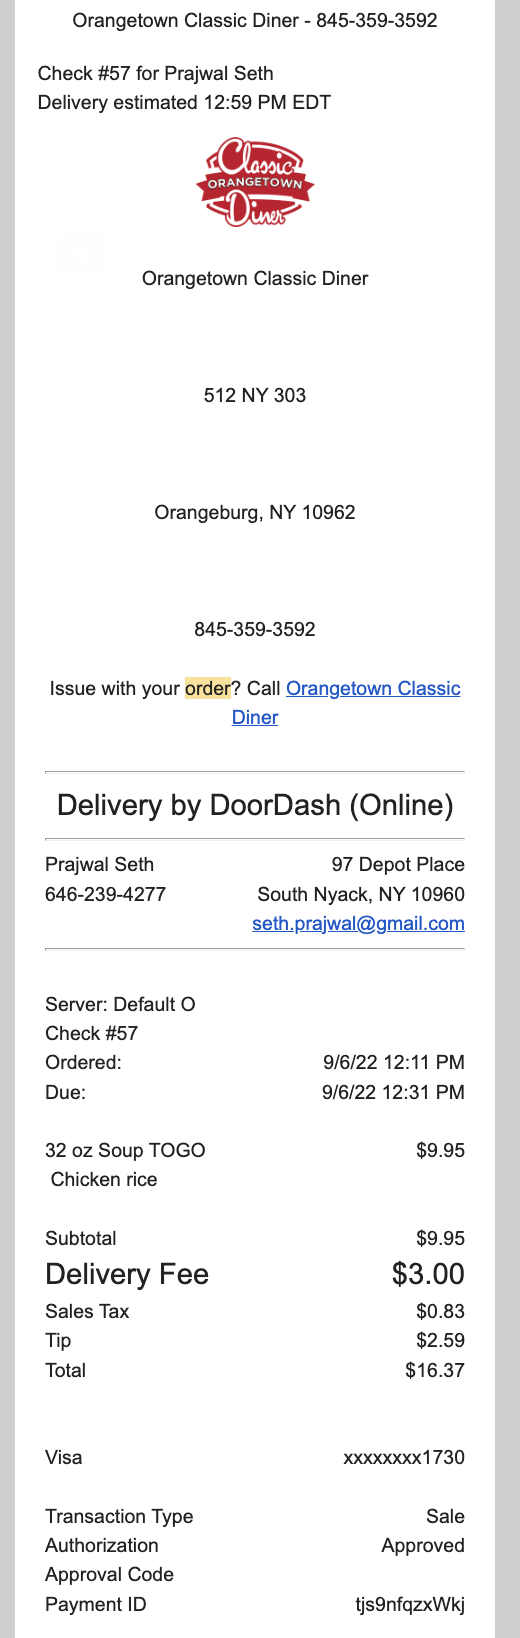 Orangetown Classic Diner - 845-359-3592
Check #57 for Prajwal Seth
Delivery estimated 12:59 PM EDT
Classic
ORANGETOWN
Diner
Orangetown Classic Diner
512 NY 303
Orangeburg, NY 10962
845-359-3592
Issue with your order? Call Orangetown Classic
Diner
Delivery by DoorDash (Online)
Prajwal Seth 97 Depot Place
646-239-4277 South Nyack, NY 10960
seth.prajwal@gmail.com
Server: Default O
Check #57
Ordered: 9/6/22 12:11 PM
Due: 9/6/22 12:31 PM
32 oz Soup TOGO $9.95
Chicken rice
Subtotal $9.95
Delivery Fee $3.00
Sales Tax $0.83
Tip $2.59
Total $16.37
Visa xxxxxxxx1730
Transaction Type Sale
Authorization Approved
Approval Code
Payment ID tjs9nfqzxWkj